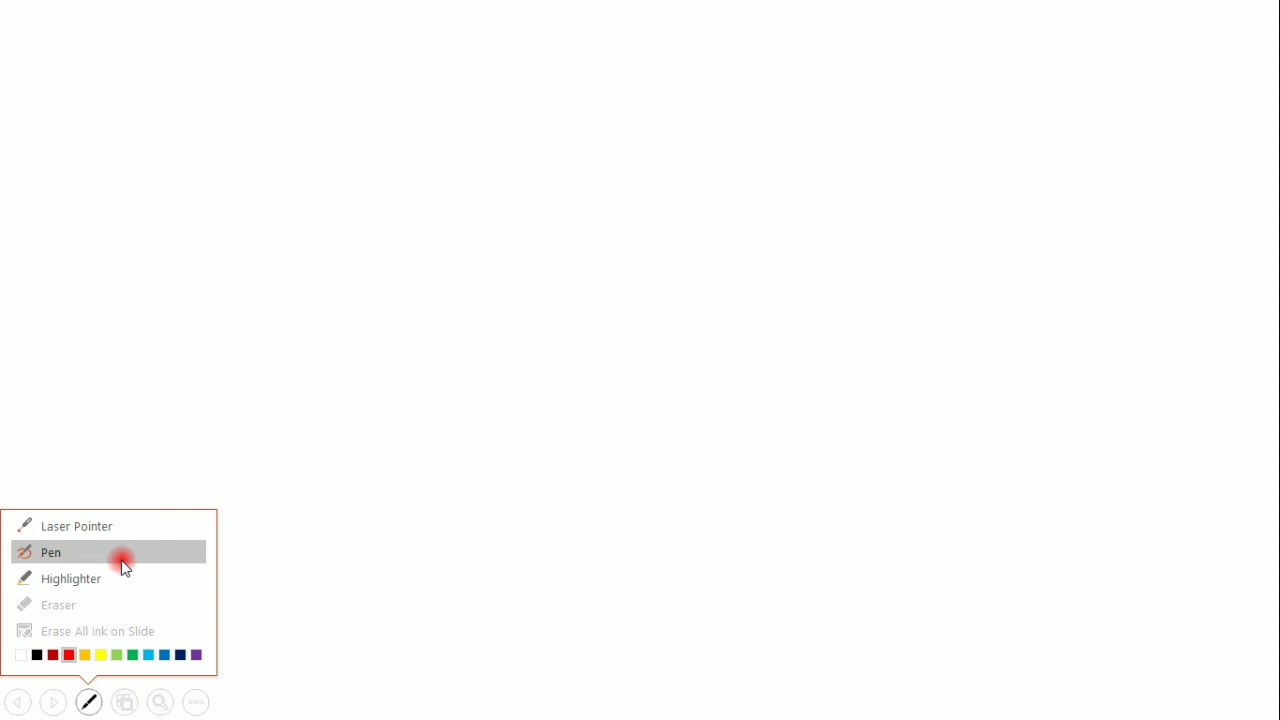 Laser Pointer
Pen
Highlighter
Eraser
Erase All Ink on Slide